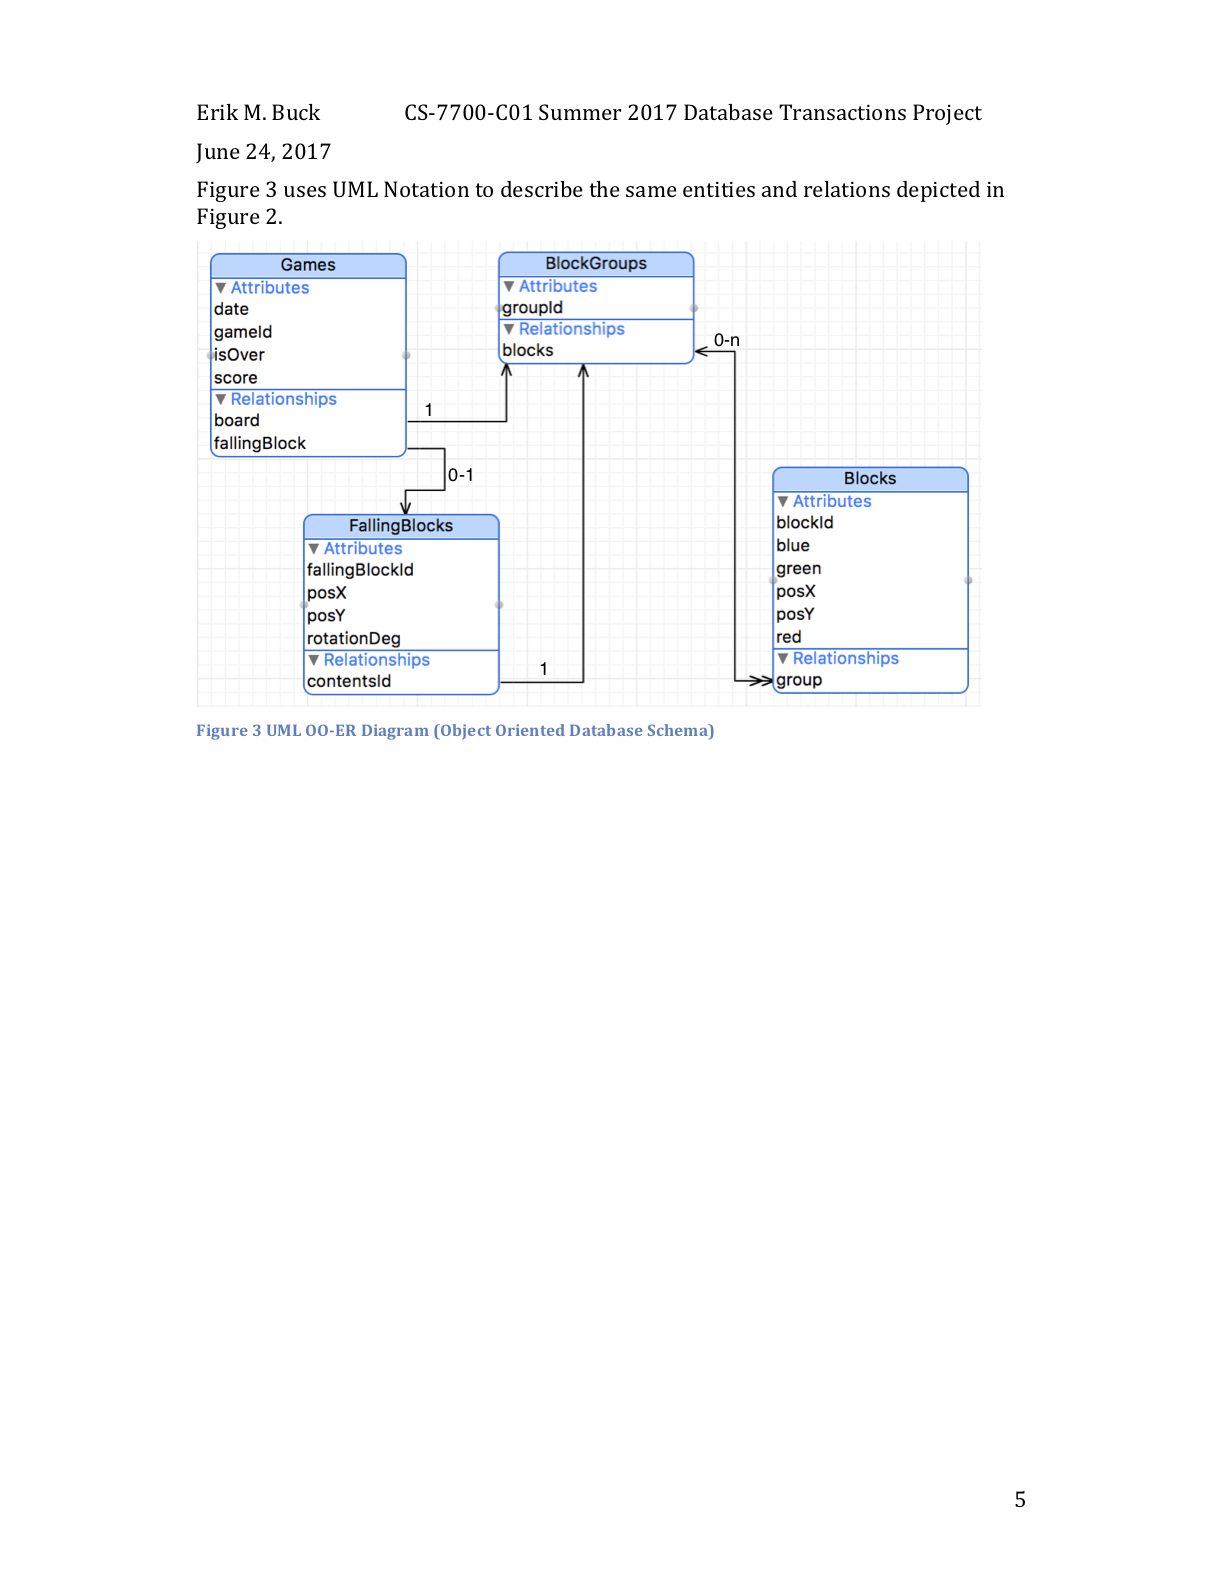 Erik M. Buck CS-7700-C01 Summer 2017 Database Transactions Project
June 24, 2017
Figure 3 uses UML Notation to describe the same entities and relations depicted in
Figure 2.
Games
▼ Attributes
date
gameId
isOver
score
▼ Relationships
board
fallingBlock
1
0-1
BlockGroups
▼ Attributes
groupId
▼ Relationships
blocks
0-n
FallingBlocks
▼ Attributes
fallingBlockId
posX
posY
rotationDeg
▼ Relationships
contentsId
1
Blocks
▼ Attributes
blockId
blue
green
posX
posY
red
▼ Relationships
group
Figure 3 UML OO-ER Diagram (Object Oriented Database Schema)
5